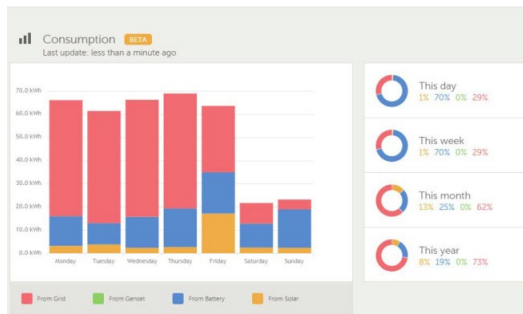 Consumption BETA
Last update: less than a minute ago
70.0 kWh
60.0 kWh
50.0 kWh
40.0 kWh
30.0 kWh
20.0 kWh
10.0 kWh
0.0 kWh
Monday Tuesday Wednesday Thursday Friday Saturday Sunday
From Grid From Genset From Battery From Solar
This day
1% 70% 0% 29%
This week
1% 70% 0% 29%
This month
13% 25% 0% 62%
This year
8% 19% 0% 73%